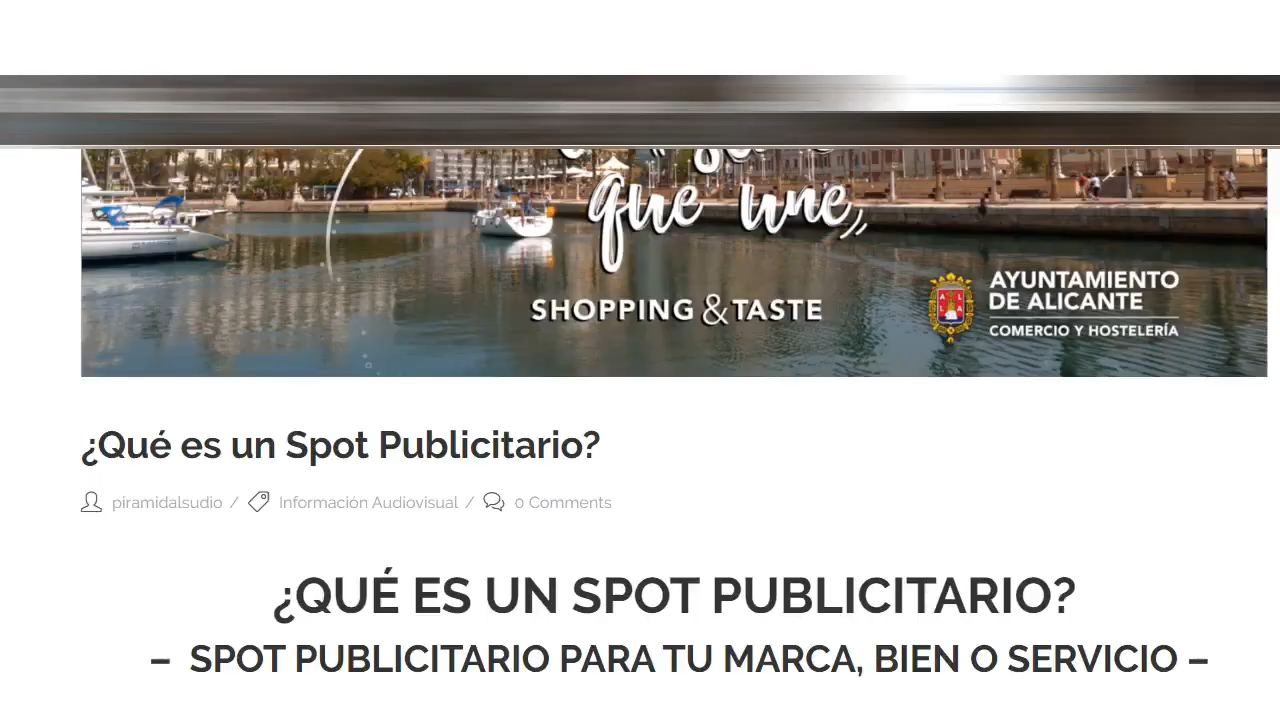 que une,,
SHOPPING & TASTE
AYUNTAMIENTO
DE ALICANTE
COMERCIO Y HOSTELERÍA
¿Qué es un Spot Publicitario?
piramidalsudio / Información Audiovisual / 0 Comments
¿QUÉ ES UN SPOT PUBLICITARIO?
– SPOT PUBLICITARIO PARA TU MARCA, BIEN O SERVICIO –